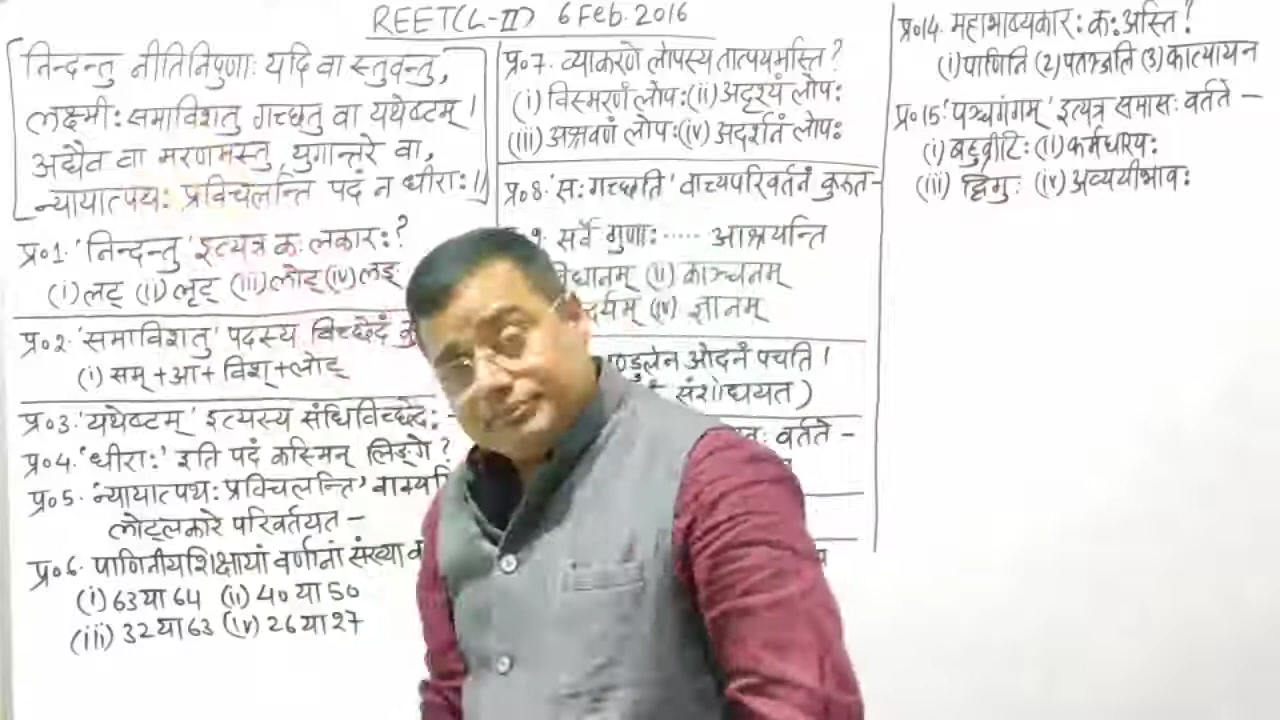 REET(L-II) 6 Feb. 2016
निन्दन्तु नीतिनिपुणाः यदि वा स्तुवन्तु,
लक्ष्मीः समाविशतु गच्छतु वा यथेष्टम् ।
अद्यैव वा मरणमस्तु युगान्तरे वा,
न्यायात्पथः प्रविचलन्ति पदं न धीराः ।।
प्र०1. 'निन्दन्तु' इत्यत्र कः लकारः?
(i) लट् (ii) लृट् (iii) लोट् (iv) लङ्
प्र०2. 'समाविशतु' पदस्य विच्छेदं
(i) सम् + आ + विश् + लोट्
प्र०3. 'यथेष्टम्' इत्यस्य संधिविच्छेदः -
प्र०4. 'धीराः' इति पदं कस्मिन् लिङ्गे ?
प्र०5. 'न्यायात्पथः प्रविचलन्ति'
लोट्लकारे परिवर्तयत –
प्र०6. पाणिनीयशिक्षायां वर्णानां संख्या
(i) 63 या 64 (ii) 40 या 50
(iii) 32 या 63 (iv) 26 या 27
प्र०7. व्याकरणे लोपस्य तात्पर्यमस्ति ?
(i) विस्मरणं लोपः (ii) अदृश्यं लोपः
(iii) अश्रवणं लोपः (iv) अदर्शनं लोपः
प्र०8. 'सः गच्छति' वाच्यपरिवर्तनं कुरुत –
9. सर्वे गुणाः ..... आश्रयन्ति
(ii) काञ्चनम्
(iv) ज्ञानम्
ओदनं पचति ।
संशोधयत)
वर्तते –
प्र०14. महाभाष्यकारः कः अस्ति ?
(i) पाणिनि (2) पतञ्जलि (3) कात्यायन
प्र०15. 'पञ्चगंगम्' इत्यत्र समासः वर्तते –
(i) बहुव्रीहिः (ii) कर्मधारयः
(iii) द्विगुः (iv) अव्ययीभावः